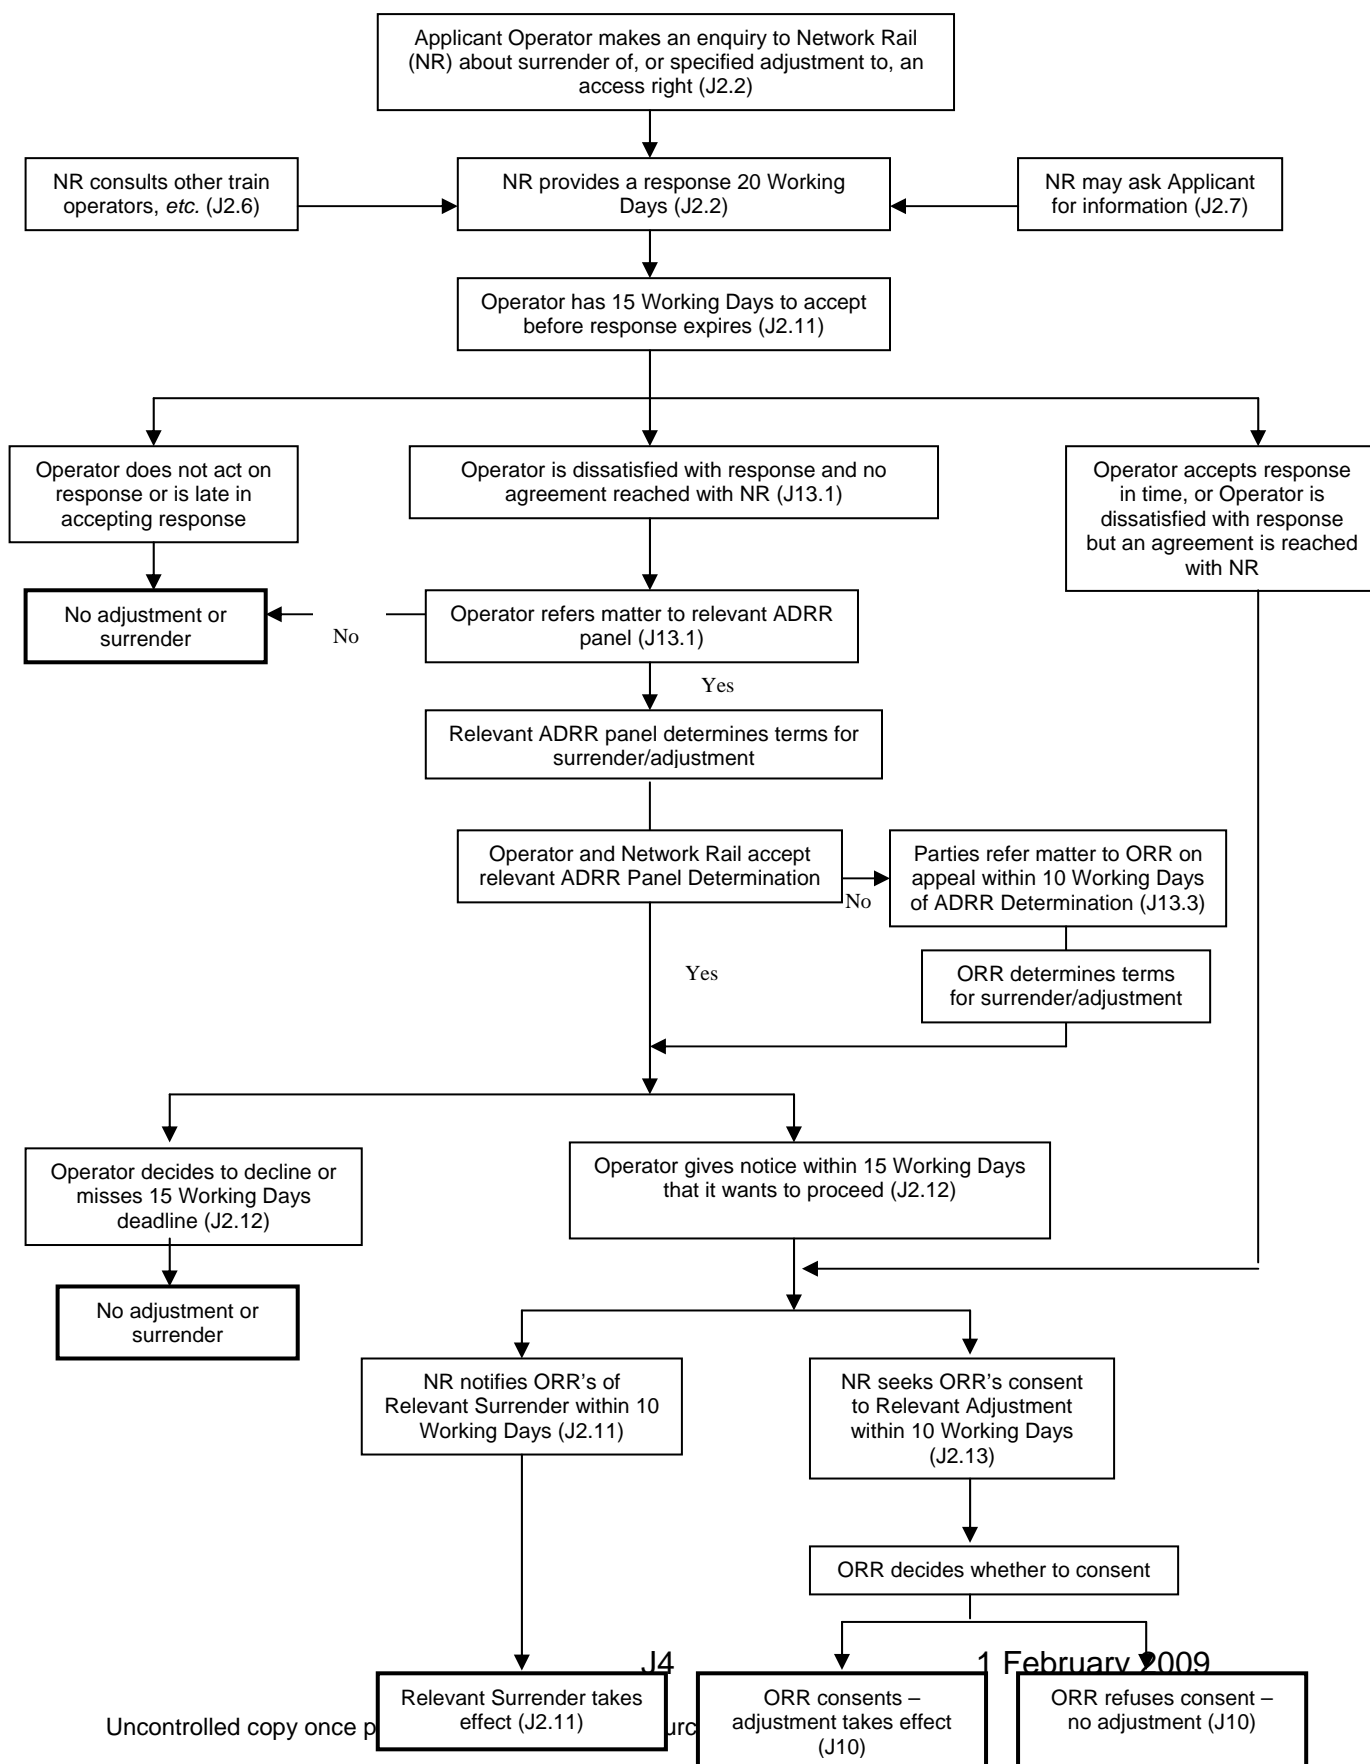 Applicant Operator makes an enquiry to Network Rail
(NR) about surrender of, or specified adjustment to, an
access right (J2.2)
NR consults other train
operators, etc. (J2.6)
NR provides a response 20 Working
Days (J2.2)
NR may ask Applicant
for information (J2.7)
Operator has 15 Working Days to accept
before response expires (J2.11)
Operator does not act on
response or is late in
accepting response
Operator is dissatisfied with response and no
agreement reached with NR (J13.1)
Operator accepts response
in time, or Operator is
dissatisfied with response
but an agreement is reached
with NR
No adjustment or
surrender
No
Operator refers matter to relevant ADRR
panel (J13.1)
Yes
Relevant ADRR panel determines terms for
surrender/adjustment
Operator and Network Rail accept
relevant ADRR Panel Determination
No
Parties refer matter to ORR on
appeal within 10 Working Days
of ADRR Determination (J13.3)
Yes
ORR determines terms
for surrender/adjustment
Operator decides to decline or
misses 15 Working Days
deadline (J2.12)
Operator gives notice within 15 Working Days
that it wants to proceed (J2.12)
No adjustment or
surrender
NR notifies ORR's of
Relevant Surrender within 10
Working Days (J2.11)
NR seeks ORR's consent
to Relevant Adjustment
within 10 Working Days
(J2.13)
ORR decides whether to consent
J4 1 February 2009
Relevant Surrender takes
effect (J2.11)
ORR consents –
adjustment takes effect
(J10)
ORR refuses consent –
no adjustment (J10)
Uncontrolled copy once